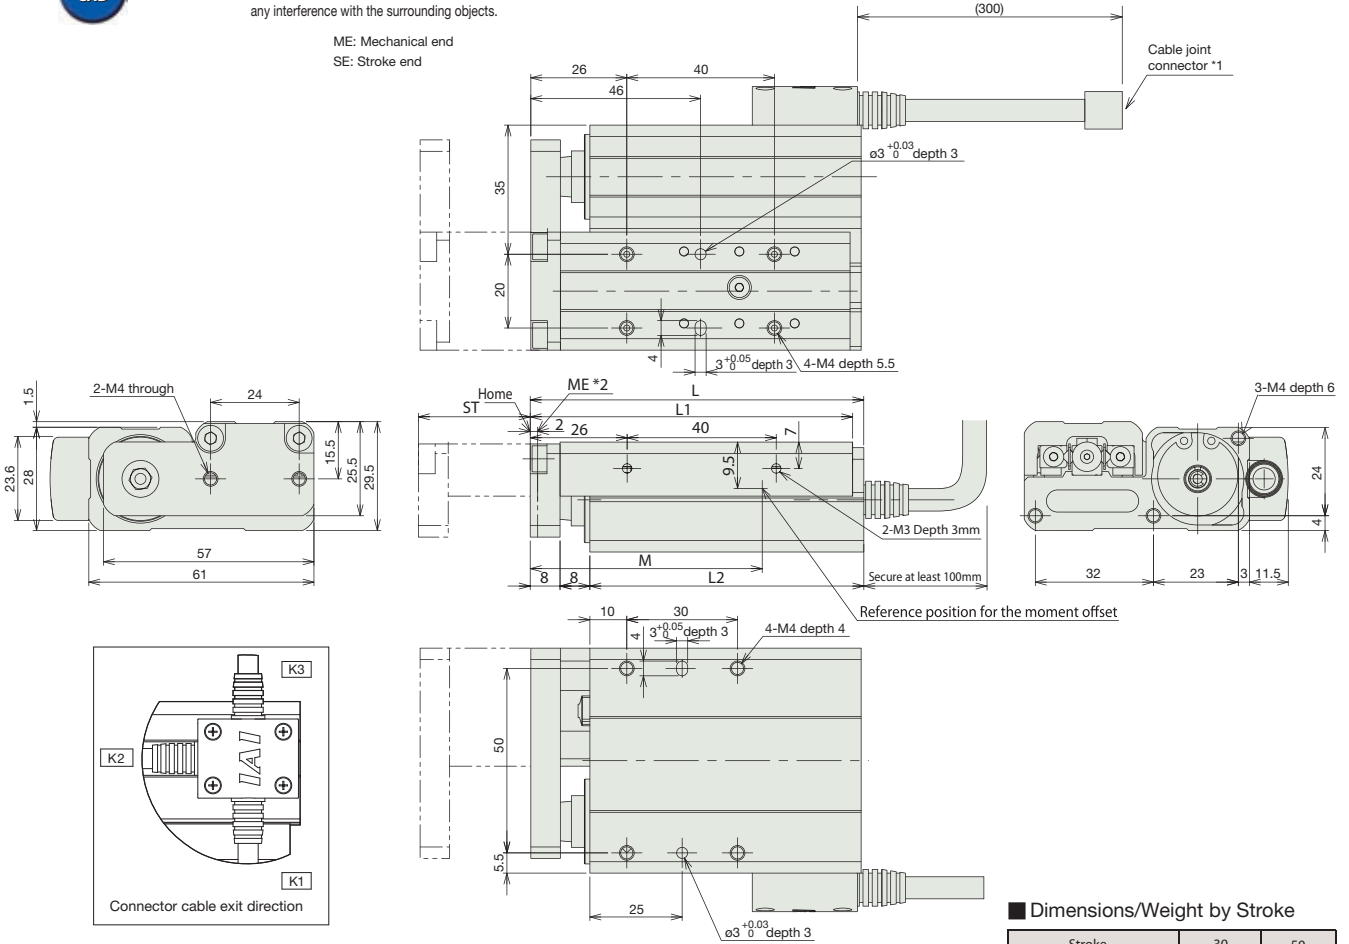 any interference with the surrounding objects.
ME: Mechanical end
SE: Stroke end
(300)
Cable joint
connector *1
26
40
46
ø3 +0.03 0 depth 3
35
20
4
3 +0.05 0 depth 3
4-M4 depth 5.5
2-M4 through
24
1.5
23.6
28
15.5
25.5
29.5
57
61
Home
ME *2
ST
L
L1
2
26
40
7
9.5
2-M3 Depth 3mm
M
8
8
L2
Secure at least 100mm
Reference position for the moment offset
3-M4 depth 6
24
4
32
23
3
11.5
10
30
4
3 +0.05 0 depth 3
4-M4 depth 4
50
5.5
25
ø3 +0.03 0 depth 3
K3
K2
IAI
K1
Connector cable exit direction
■ Dimensions/Weight by Stroke